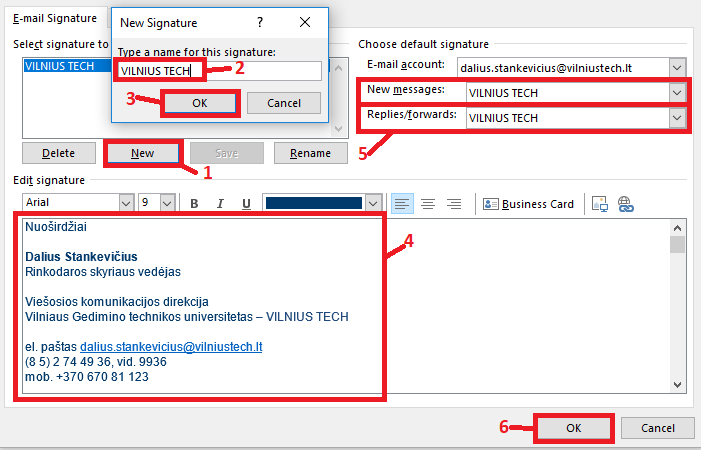 E-mail Signature
New Signature
?
Select signature to
Type a name for this signature:
VILNIUS TECH
2
VILNIUS TECH
3
OK
Cancel
Choose default signature
E-mail account:
dalius.stankevicius@vilniustech.lt
New messages:
VILNIUS TECH
Replies/forwards:
VILNIUS TECH
5
Delete
New
Save
Rename
1
Edit signature
Arial
9
B I U
Business Card
Nuoširdžiai
4
Dalius Stankevičius
Rinkodaros skyriaus vedėjas
Viešosios komunikacijos direkcija
Vilniaus Gedimino technikos universitetas – VILNIUS TECH
el. paštas dalius.stankevicius@vilniustech.lt
(8 5) 2 74 49 36, vid. 9936
mob. +370 670 81 123
6
OK
Cancel